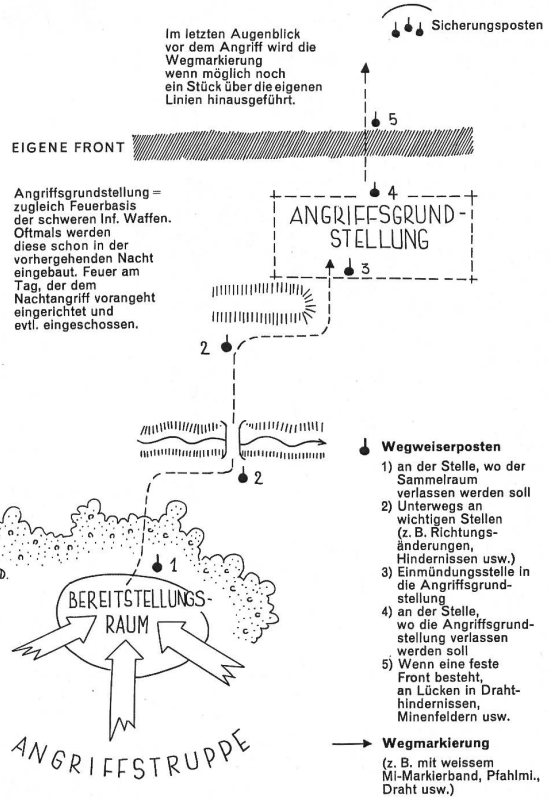 Im letzten Augenblick
vor dem Angriff wird die
Wegmarkierung
wenn möglich noch
ein Stück über die eigenen
Linien hinausgeführt.
Sicherungsposten
5
EIGENE FRONT
Angriffsgrundstellung =
zugleich Feuerbasis
der schweren Inf. Waffen.
Oftmals werden
diese schon in der
vorhergehenden Nacht
eingebaut. Feuer am
Tag, der dem
Nachtangriff vorangeht
eingerichtet und
evtl. eingeschossen.
4
ANGRIFFSGRUND-
STELLUNG
3
2
2
1
D.
BEREITSTELLUNGS-
RAUM
ANGRIFFSTRUPPE
Wegweiserposten
1) an der Stelle, wo der
Sammelraum
verlassen werden soll
2) Unterwegs an
wichtigen Stellen
(z. B. Richtungs-
änderungen,
Hindernissen usw.)
3) Einmündungsstelle in
die Angriffsgrund-
stellung
4) an der Stelle,
wo die Angriffsgrund-
stellung verlassen
werden soll
5) Wenn eine feste
Front besteht,
an Lücken in Draht-
hindernissen,
Minenfeldern usw.
Wegmarkierung
(z. B. mit weissem
Mi-Markierband, Pfahlmi.,
Draht usw.)